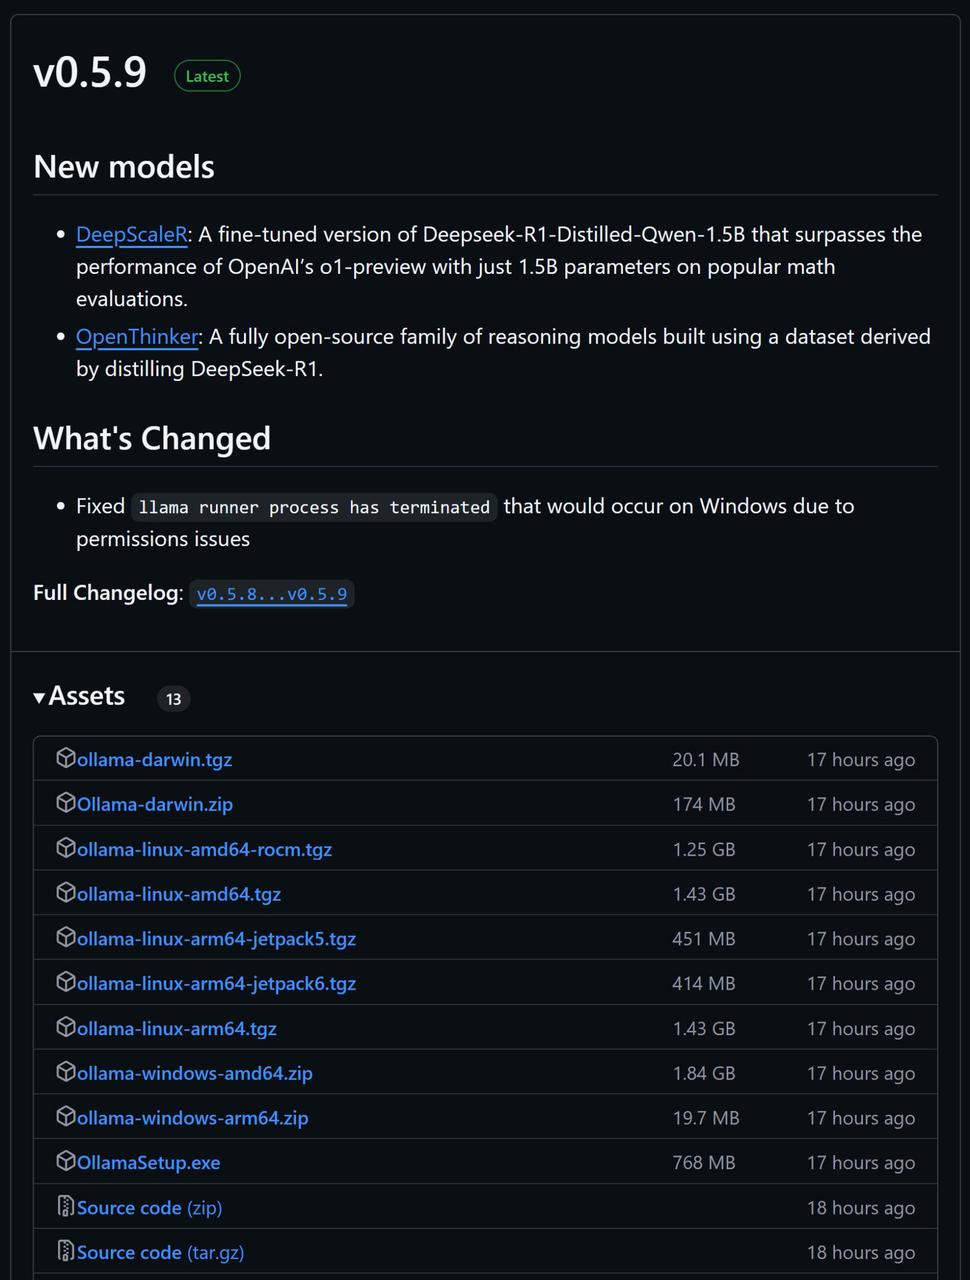 v0.5.9 Latest
New models
• DeepScaleR: A fine-tuned version of Deepseek-R1-Distilled-Qwen-1.5B that surpasses the
performance of OpenAI’s o1-preview with just 1.5B parameters on popular math
evaluations.
• OpenThinker: A fully open-source family of reasoning models built using a dataset derived
by distilling DeepSeek-R1.
What's Changed
• Fixed llama runner process has terminated that would occur on Windows due to
permissions issues
Full Changelog: v0.5.8...v0.5.9
Assets 13
ollama-darwin.tgz 20.1 MB 17 hours ago
Ollama-darwin.zip 174 MB 17 hours ago
ollama-linux-amd64-rocm.tgz 1.25 GB 17 hours ago
ollama-linux-amd64.tgz 1.43 GB 17 hours ago
ollama-linux-arm64-jetpack5.tgz 451 MB 17 hours ago
ollama-linux-arm64-jetpack6.tgz 414 MB 17 hours ago
ollama-linux-arm64.tgz 1.43 GB 17 hours ago
ollama-windows-amd64.zip 1.84 GB 17 hours ago
ollama-windows-arm64.zip 19.7 MB 17 hours ago
OllamaSetup.exe 768 MB 17 hours ago
Source code (zip) 18 hours ago
Source code (tar.gz) 18 hours ago